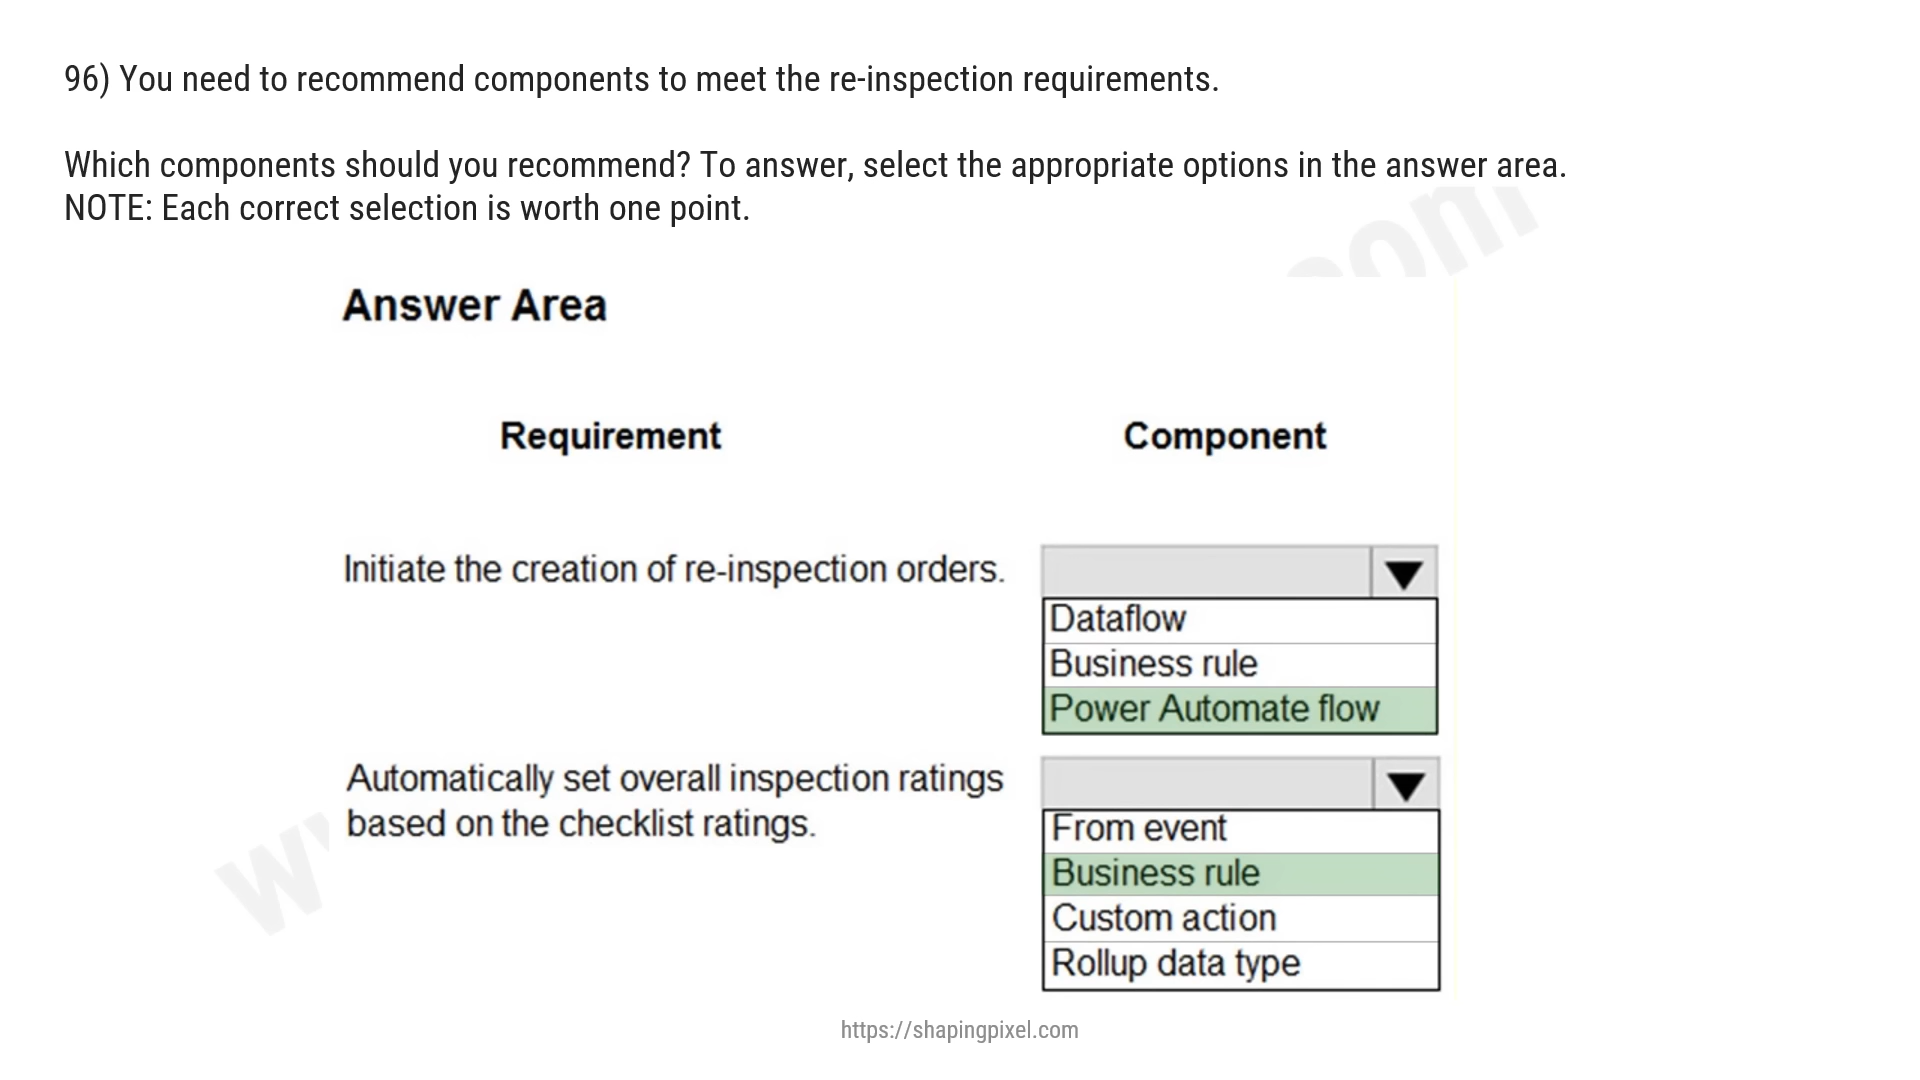 96) You need to recommend components to meet the re-inspection requirements.
Which components should you recommend? To answer, select the appropriate options in the answer area.
NOTE: Each correct selection is worth one point.
com
Answer Area
Requirement
Component
Initiate the creation of re-inspection orders.
Dataflow
Business rule
Power Automate flow
Automatically set overall inspection ratings
based on the checklist ratings.
From event
Business rule
Custom action
Rollup data type
https://shapingpixel.com